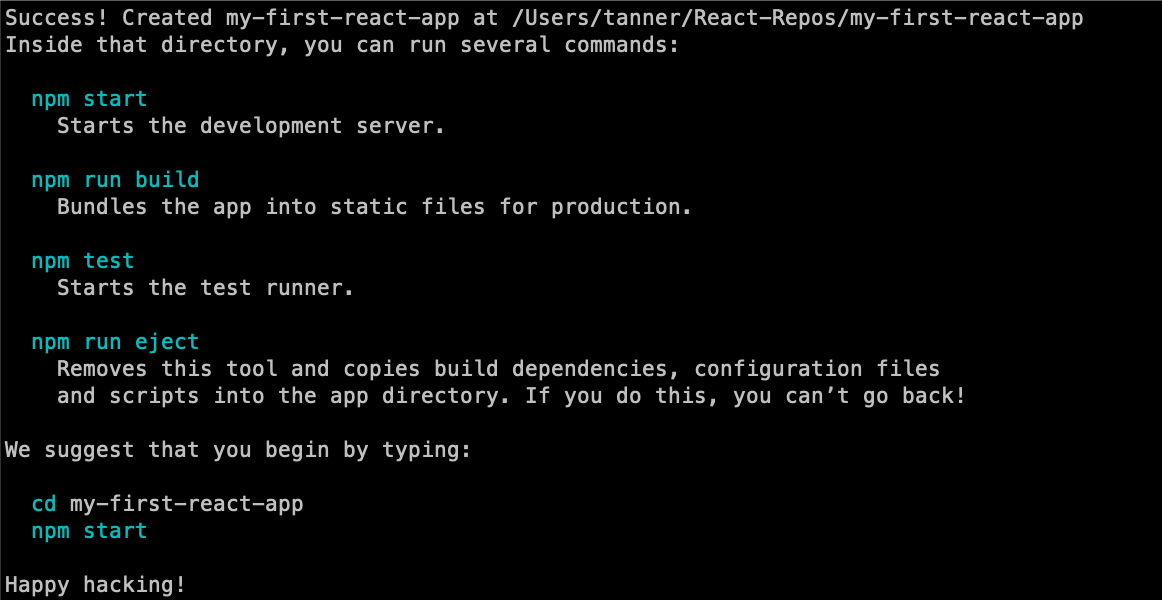 Success! Created my-first-react-app at /Users/tanner/React-Repos/my-first-react-app
Inside that directory, you can run several commands:
npm start
Starts the development server.
npm run build
Bundles the app into static files for production.
npm test
Starts the test runner.
npm run eject
Removes this tool and copies build dependencies, configuration files
and scripts into the app directory. If you do this, you can’t go back!
We suggest that you begin by typing:
cd my-first-react-app
npm start
Happy hacking!